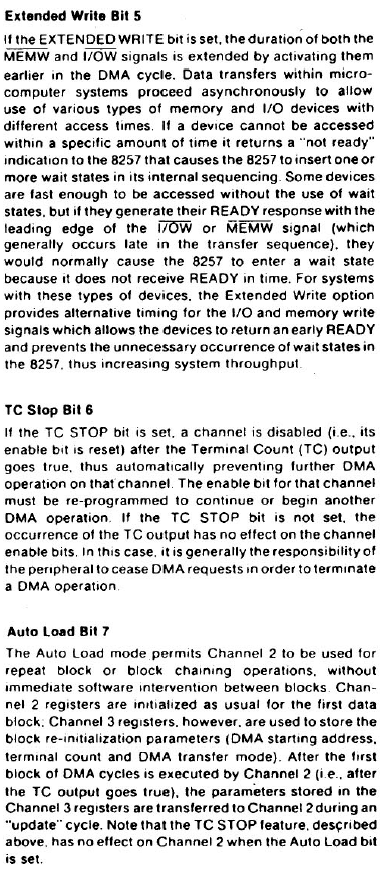 Extended Write Bit 5
If the EXTENDED WRITE bit is set, the duration of both the
MEMW and I/OW signals is extended by activating them
earlier in the DMA cycle. Data transfers within micro-
computer systems proceed asynchronously to allow
use of various types of memory and I/O devices with
different access times. If a device cannot be accessed
within a specific amount of time it returns a "not ready"
indication to the 8257 that causes the 8257 to insert one or
more wait states in its internal sequencing. Some devices
are fast enough to be accessed without the use of wait
states, but if they generate their READY response with the
leading edge of the I/OW or MEMW signal (which
generally occurs late in the transfer sequence), they
would normally cause the 8257 to enter a wait state
because it does not receive READY in time. For systems
with these types of devices, the Extended Write option
provides alternative timing for the I/O and memory write
signals which allows the devices to return an early READY
and prevents the unnecessary occurrence of wait states in
the 8257, thus increasing system throughput.
TC Stop Bit 6
If the TC STOP bit is set, a channel is disabled (i.e., its
enable bit is reset) after the Terminal Count (TC) output
goes true, thus automatically preventing further DMA
operation on that channel. The enable bit for that channel
must be re-programmed to continue or begin another
DMA operation. If the TC STOP bit is not set, the
occurrence of the TC output has no effect on the channel
enable bits. In this case, it is generally the responsibility of
the peripheral to cease DMA requests in order to terminate
a DMA operation.
Auto Load Bit 7
The Auto Load mode permits Channel 2 to be used for
repeat block or block chaining operations, without
immediate software intervention between blocks. Chan-
nel 2 registers are initialized as usual for the first data
block; Channel 3 registers, however, are used to store the
block re-initialization parameters (DMA starting address,
terminal count and DMA transfer mode). After the first
block of DMA cycles is executed by Channel 2 (i.e., after
the TC output goes true), the parameters stored in the
Channel 3 registers are transferred to Channel 2 during an
"update" cycle. Note that the TC STOP feature, described
above, has no effect on Channel 2 when the Auto Load bit
is set.